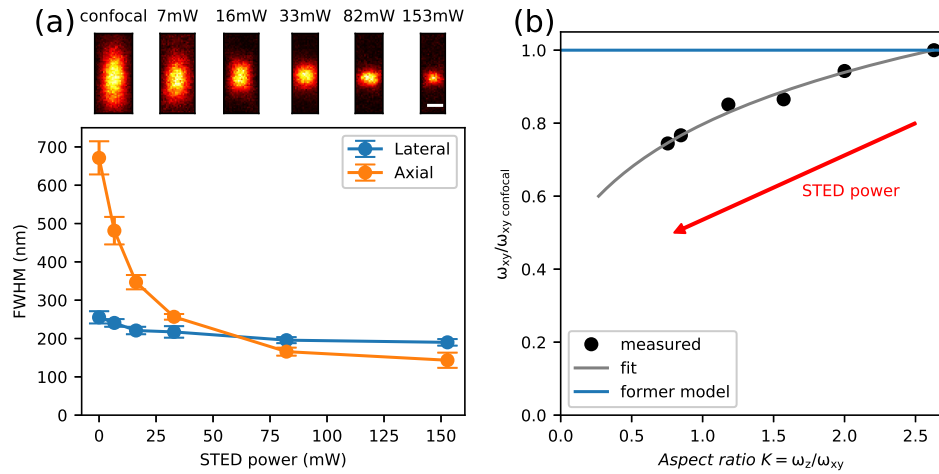 (a)
confocal 7mW 16mW 33mW 82mW 153mW
700
600
500
400
300
200
100
0
FWHM (nm)
Lateral
Axial
0 25 50 75 100 125 150
STED power (mW)
(b)
1.0
0.8
0.6
0.4
0.2
0.0
ω_xy/ω_xy confocal
STED power
measured
fit
former model
0.0 0.5 1.0 1.5 2.0 2.5
Aspect ratio K = ω_z/ω_xy